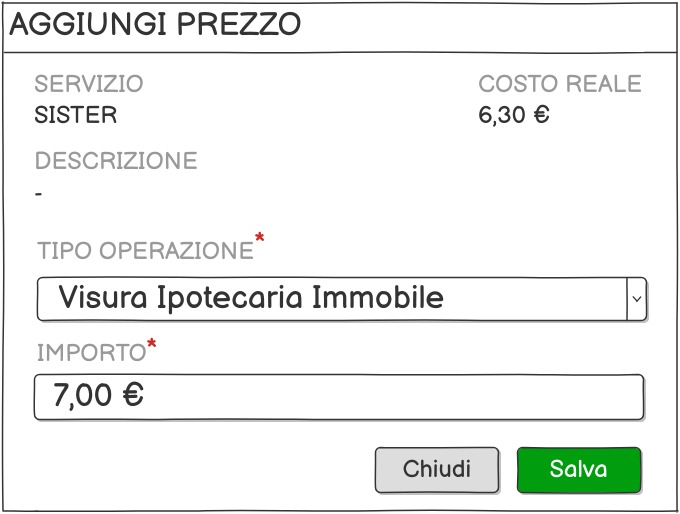 AGGIUNGI PREZZO
SERVIZIO COSTO REALE
SISTER 6,30 €
DESCRIZIONE
-
TIPO OPERAZIONE*
Visura Ipotecaria Immobile
IMPORTO*
7,00 €
Chiudi Salva